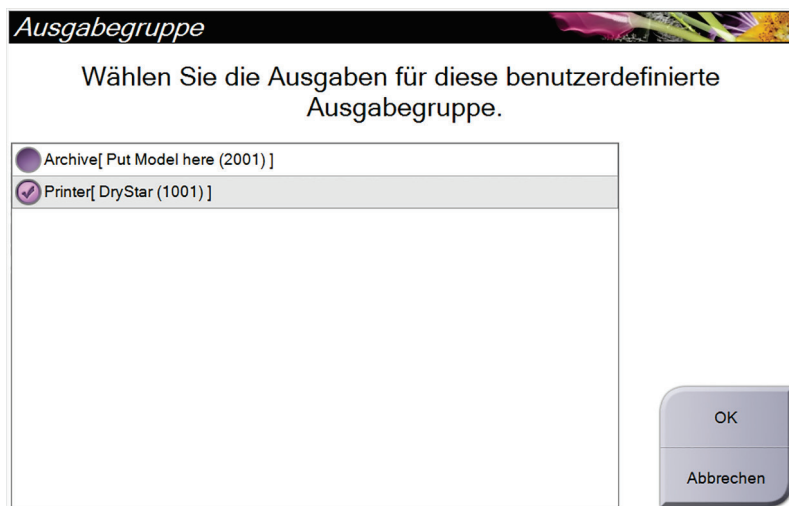 Ausgabegruppe
Wählen Sie die Ausgaben für diese benutzerdefinierte
Ausgabegruppe.
Archive[ Put Model here (2001) ]
Printer[ DryStar (1001) ]
OK
Abbrechen